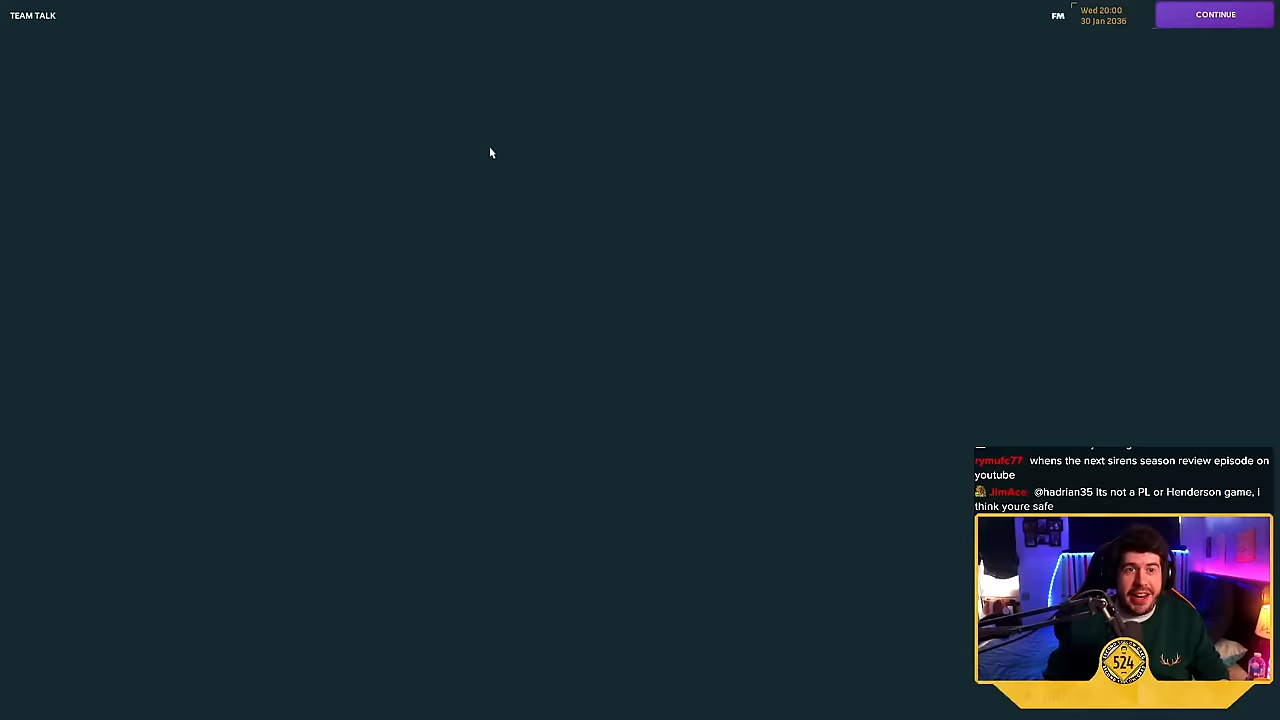 TEAM TALK
FM
Wed 20:00
30 Jan 2036
CONTINUE
rymufc77: whens the next sirens season review episode on
youtube
JimAce: @hadrian35 Its not a PL or Henderson game, i
think youre safe
524